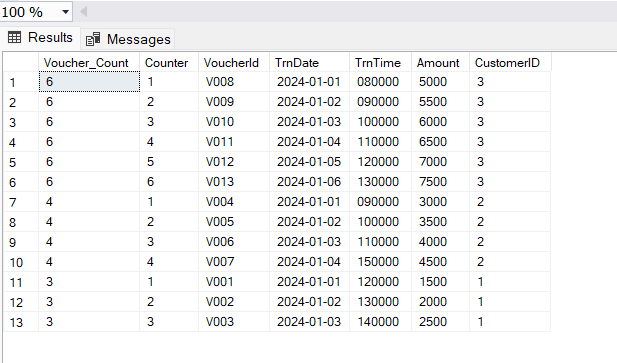 100 %
Results Messages
Voucher_Count Counter VoucherId TrnDate TrnTime Amount CustomerID
1 6 1 V008 2024-01-01 080000 5000 3
2 6 2 V009 2024-01-02 090000 5500 3
3 6 3 V010 2024-01-03 100000 6000 3
4 6 4 V011 2024-01-04 110000 6500 3
5 6 5 V012 2024-01-05 120000 7000 3
6 6 6 V013 2024-01-06 130000 7500 3
7 4 1 V004 2024-01-01 090000 3000 2
8 4 2 V005 2024-01-02 100000 3500 2
9 4 3 V006 2024-01-03 110000 4000 2
10 4 4 V007 2024-01-04 150000 4500 2
11 3 1 V001 2024-01-01 120000 1500 1
12 3 2 V002 2024-01-02 130000 2000 1
13 3 3 V003 2024-01-03 140000 2500 1